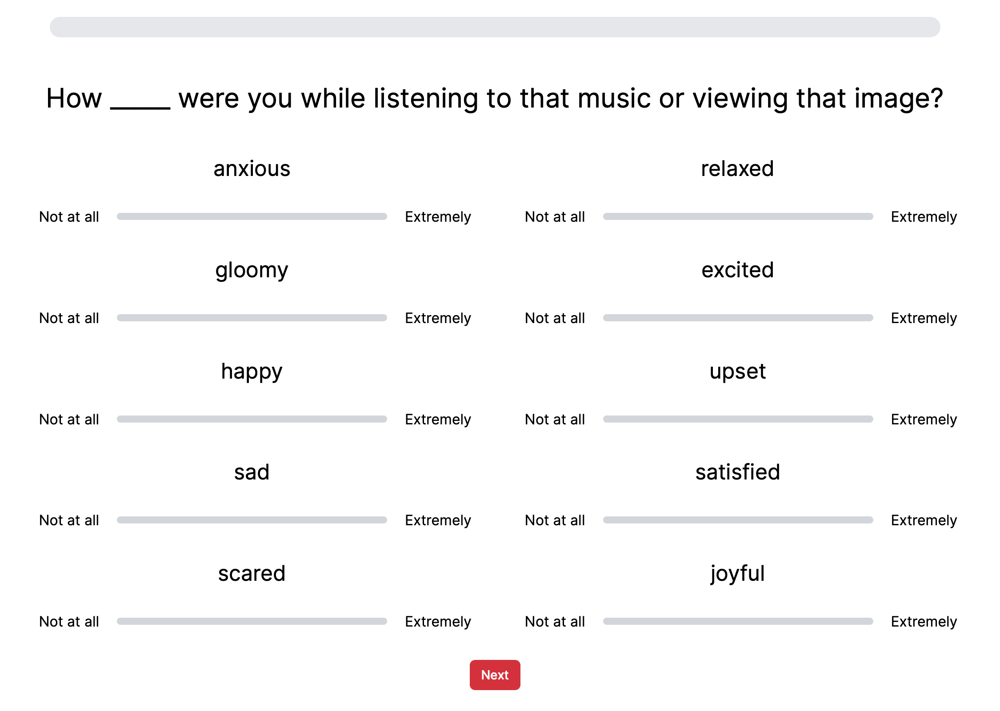 How _____ were you while listening to that music or viewing that image?
anxious
relaxed
Not at all Extremely Not at all Extremely
gloomy
excited
Not at all Extremely Not at all Extremely
happy
upset
Not at all Extremely Not at all Extremely
sad
satisfied
Not at all Extremely Not at all Extremely
scared
joyful
Not at all Extremely Not at all Extremely
Next